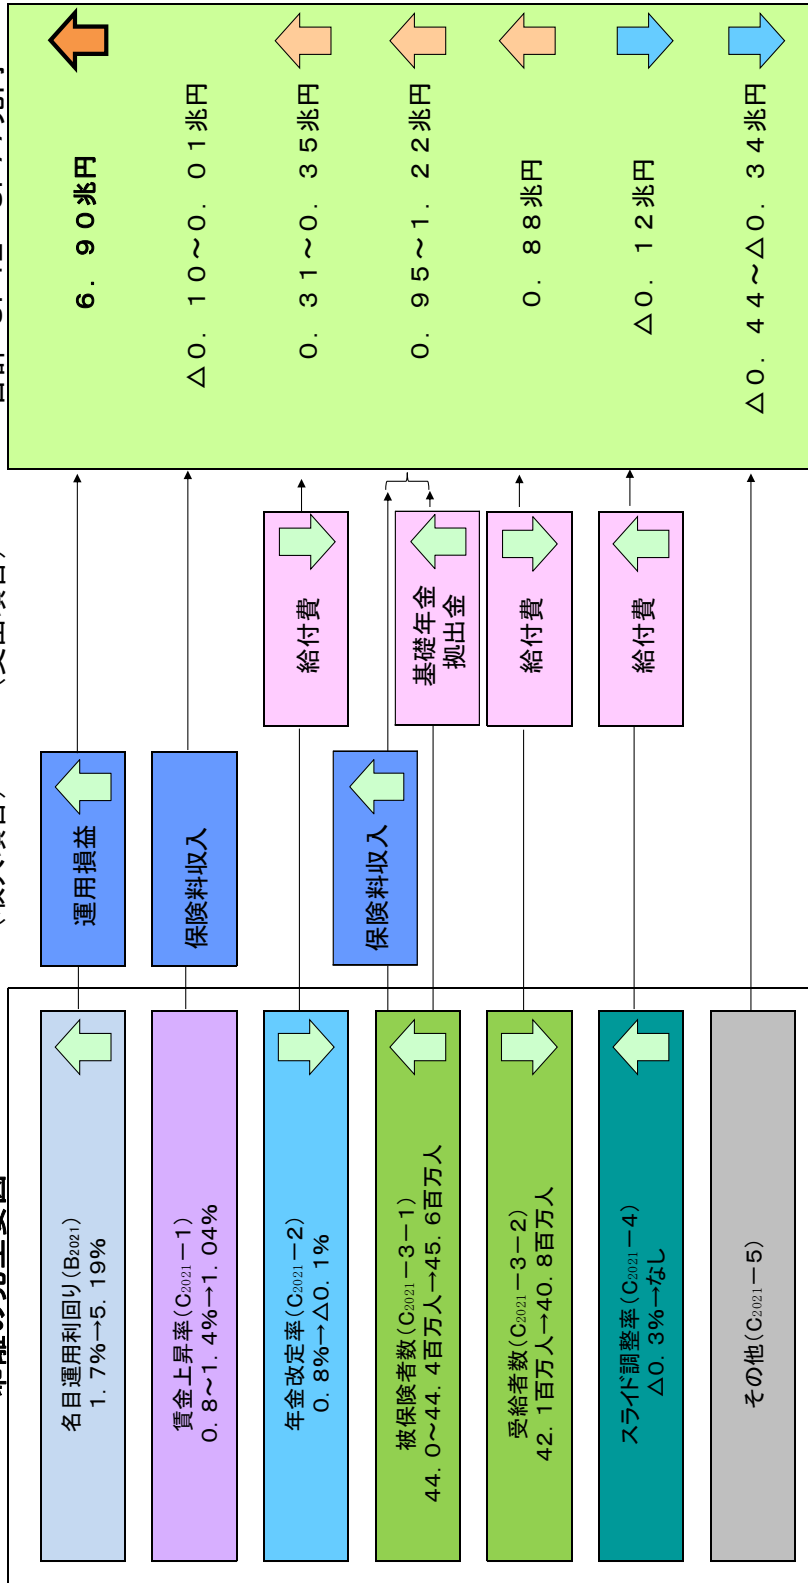 名目運用利回り(B2021)
1.7%→5.19%
運用損益
6.90兆円
賃金上昇率(C2021-1)
0.8~1.4%→1.04%
保険料収入
△0.10~0.01兆円
年金改定率(C2021-2)
0.8%→△0.1%
給付費
0.31~0.35兆円
被保険者数(C2021-3-1)
44.0~44.4百万人→45.6百万人
保険料収入
基礎年金
拠出金
0.95~1.22兆円
受給者数(C2021-3-2)
42.1百万人→40.8百万人
給付費
0.88兆円
スライド調整率(C2021-4)
△0.3%→なし
給付費
△0.12兆円
その他(C2021-5)
△0.44~△0.34兆円